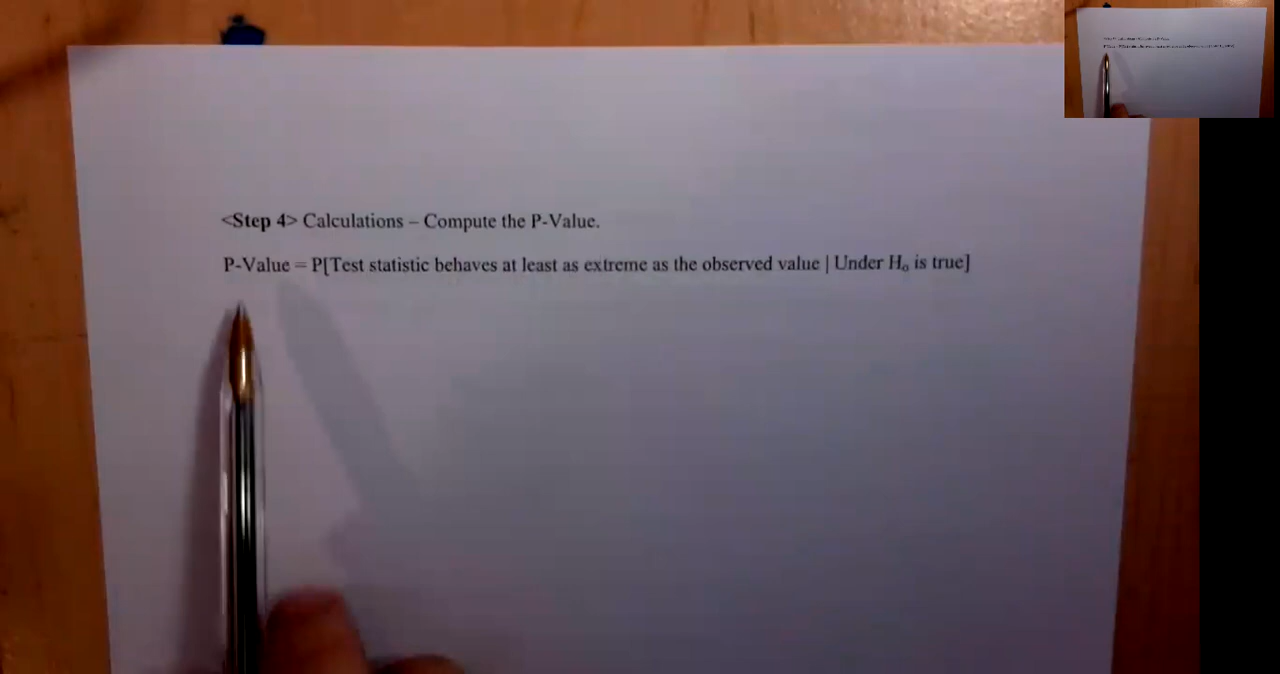 <Step 4> Calculations – Compute the P-Value.
P-Value = P[Test statistic behaves at least as extreme as the observed value | Under Hₒ is true]